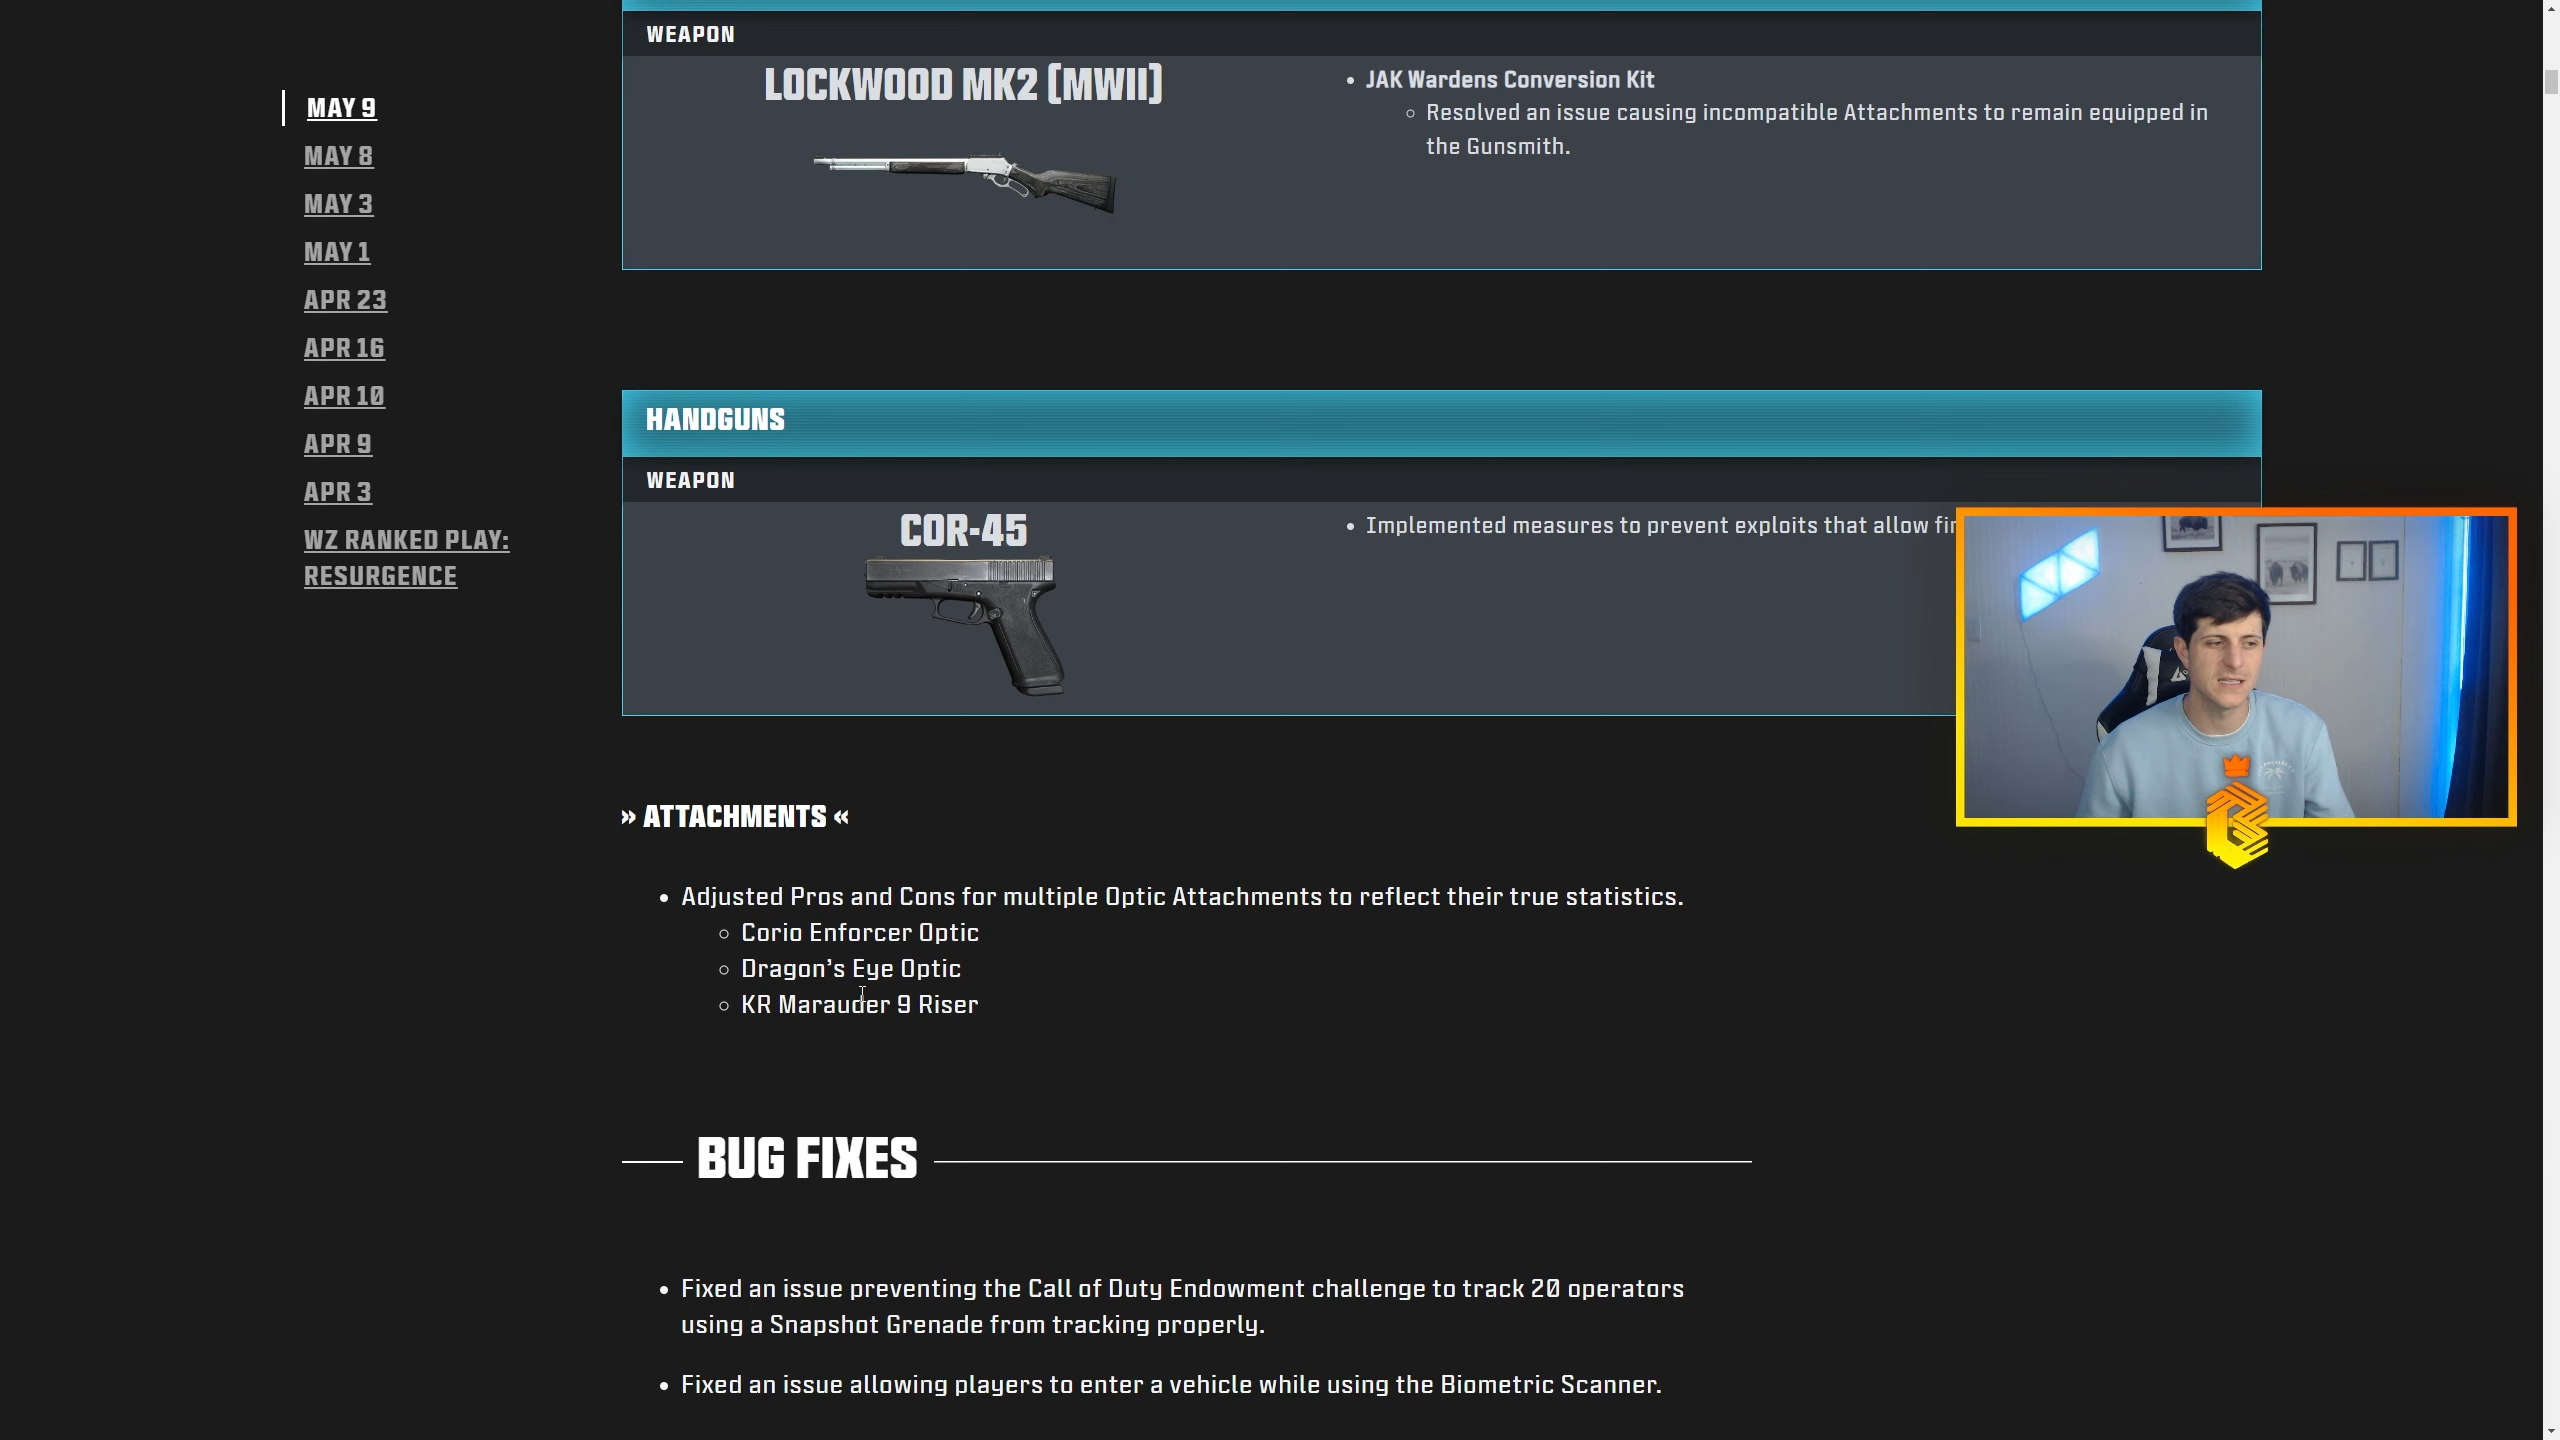 WEAPON
LOCKWOOD MK2 (MWII)
• JAK Wardens Conversion Kit
◦ Resolved an issue causing incompatible Attachments to remain equipped in
the Gunsmith.
MAY 9
MAY 8
MAY 3
MAY 1
APR 23
APR 16
APR 10
APR 9
APR 3
WZ RANKED PLAY:
RESURGENCE
HANDGUNS
WEAPON
COR-45
• Implemented measures to prevent exploits that allow
» ATTACHMENTS «
• Adjusted Pros and Cons for multiple Optic Attachments to reflect their true statistics.
◦ Corio Enforcer Optic
◦ Dragon’s Eye Optic
◦ KR Marauder 9 Riser
BUG FIXES
• Fixed an issue preventing the Call of Duty Endowment challenge to track 20 operators
using a Snapshot Grenade from tracking properly.
• Fixed an issue allowing players to enter a vehicle while using the Biometric Scanner.